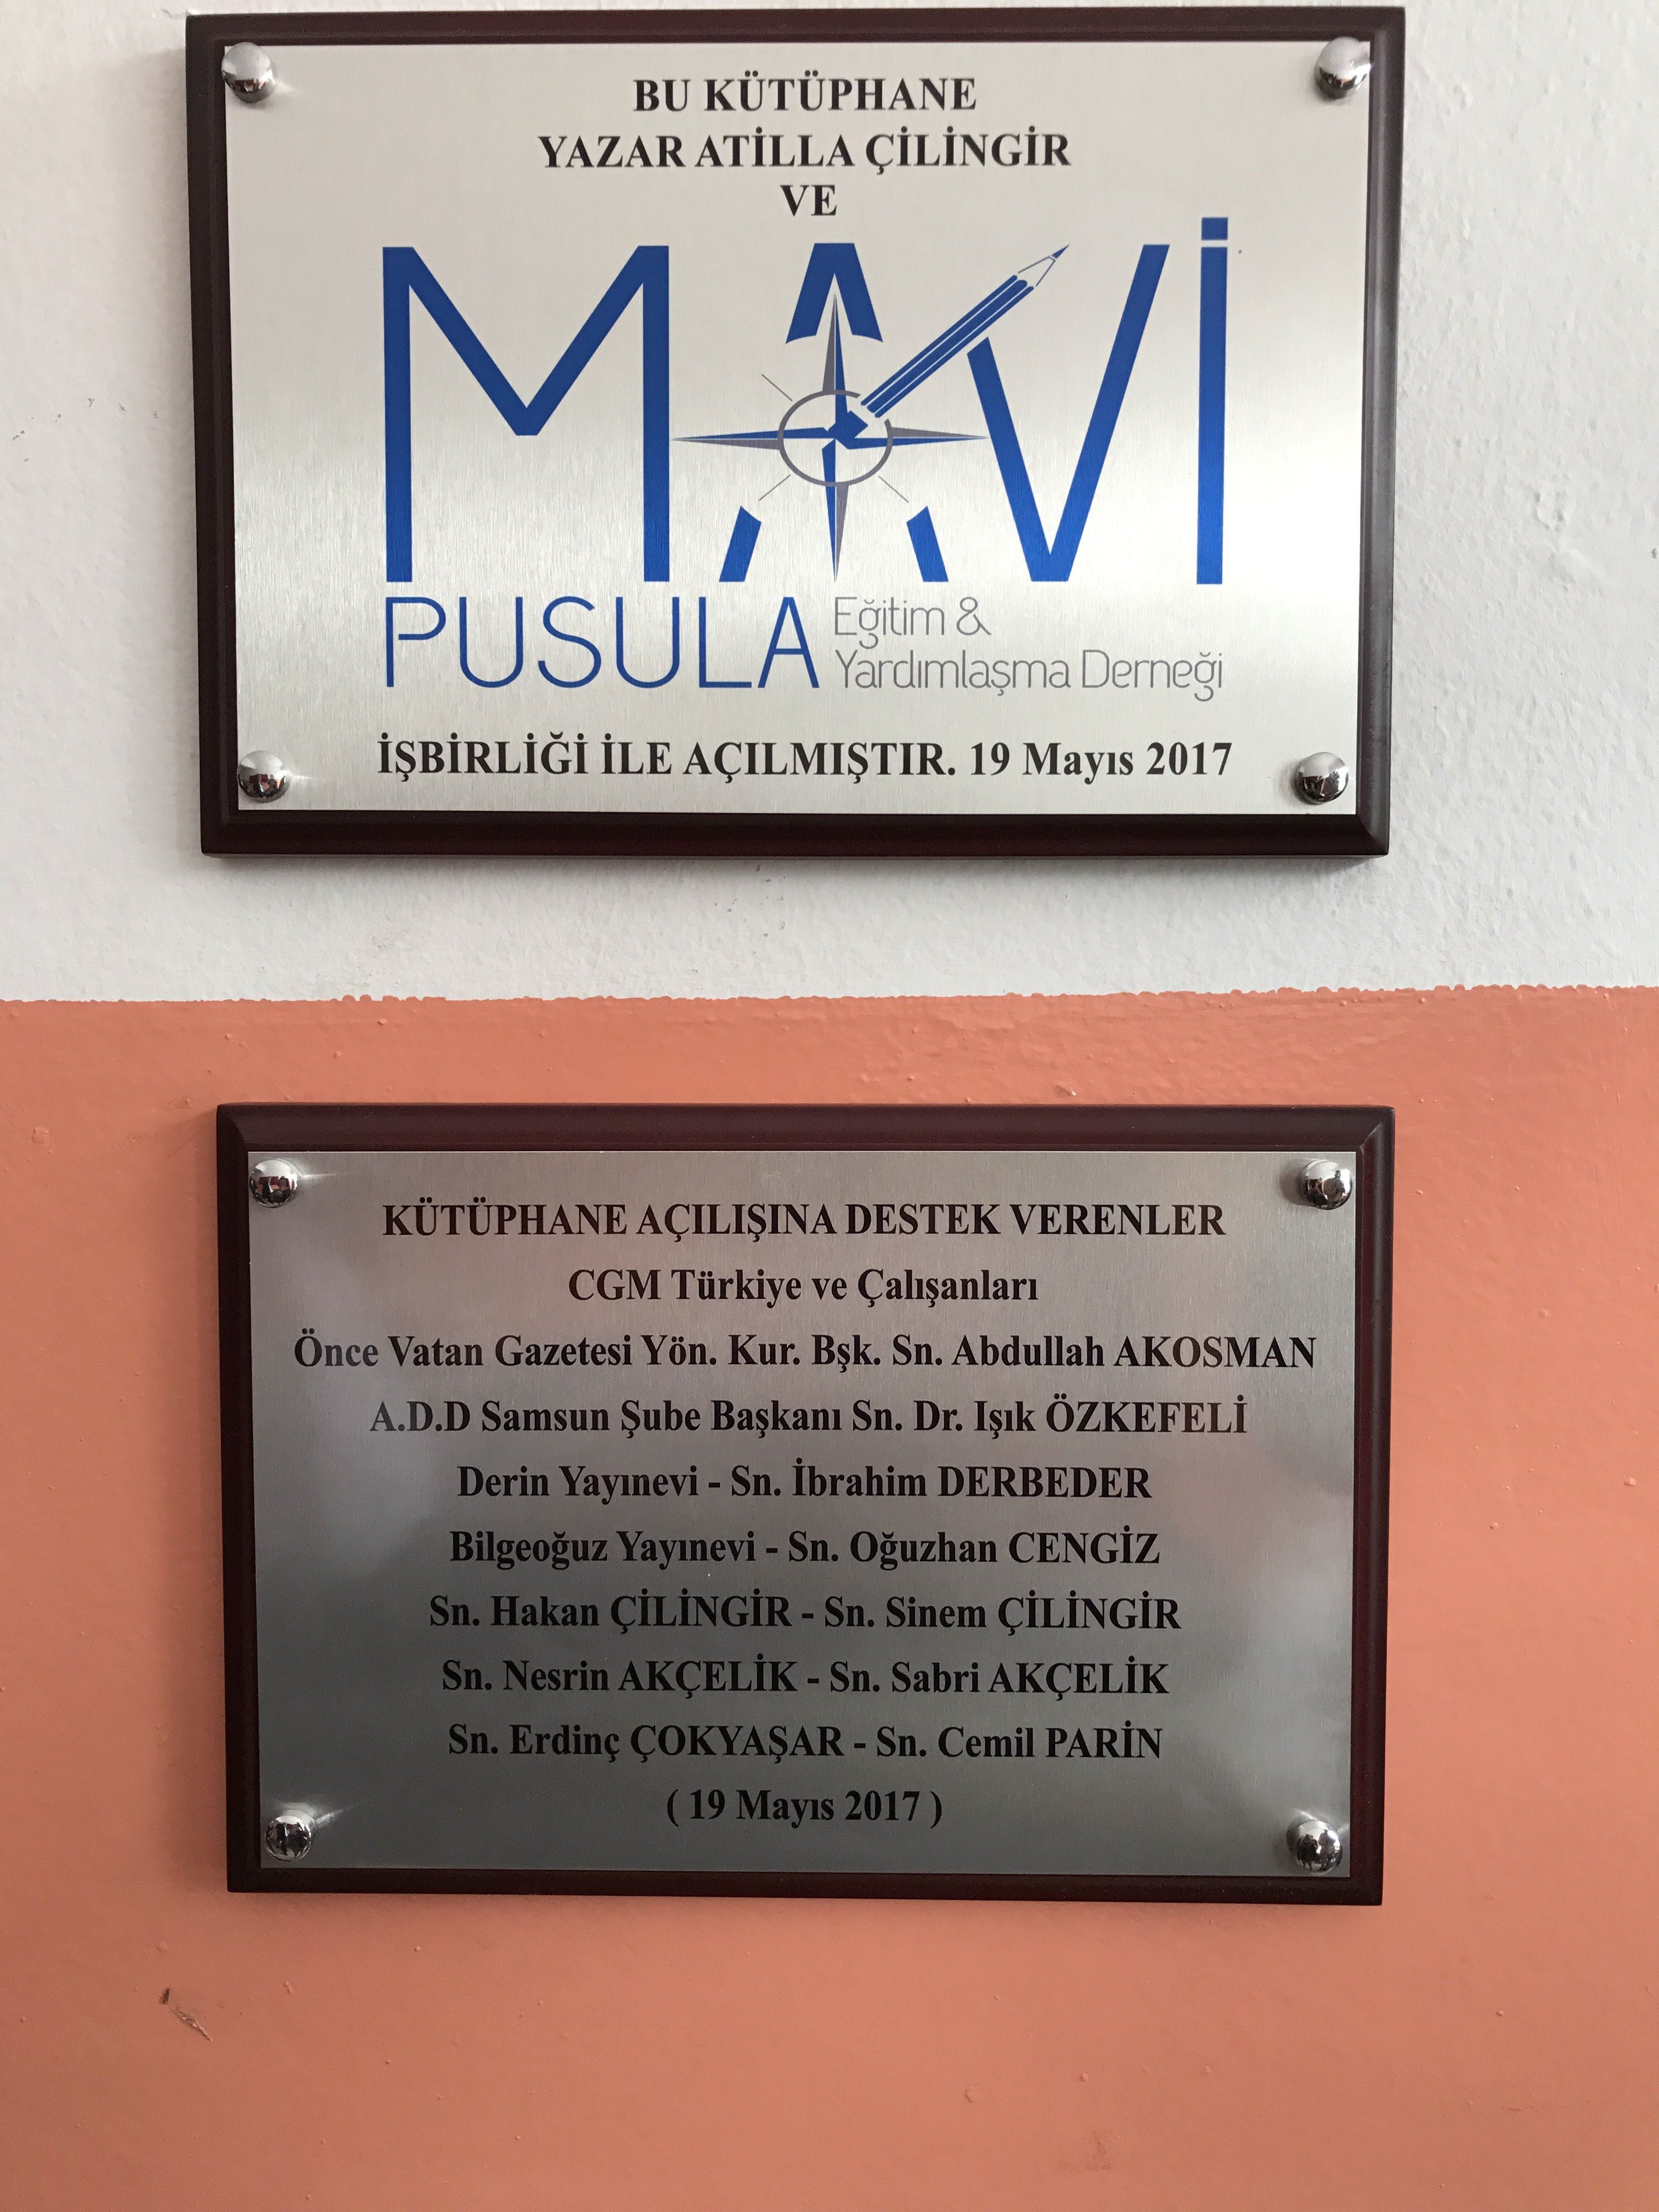 BU KÜTÜPHANE
YAZAR ATİLLA ÇİLİNGİR
VE
MAVİ
PUSULA Eğitim &
Yardımlaşma Derneği
İŞBİRLİĞİ İLE AÇILMIŞTIR. 19 Mayıs 2017
KÜTÜPHANE AÇILIŞINA DESTEK VERENLER
CGM Türkiye ve Çalışanları
Önce Vatan Gazetesi Yön. Kur. Bşk. Sn. Abdullah AKOSMAN
A.D.D Samsun Şube Başkanı Sn. Dr. Işık ÖZKEFELİ
Derin Yayınevi - Sn. İbrahim DERBEDER
Bilgeoğuz Yayınevi - Sn. Oğuzhan CENGİZ
Sn. Hakan ÇİLİNGİR - Sn. Sinem ÇİLİNGİR
Sn. Nesrin AKÇELİK - Sn. Sabri AKÇELİK
Sn. Erdinç ÇOKYAŞAR - Sn. Cemil PARİN
( 19 Mayıs 2017 )